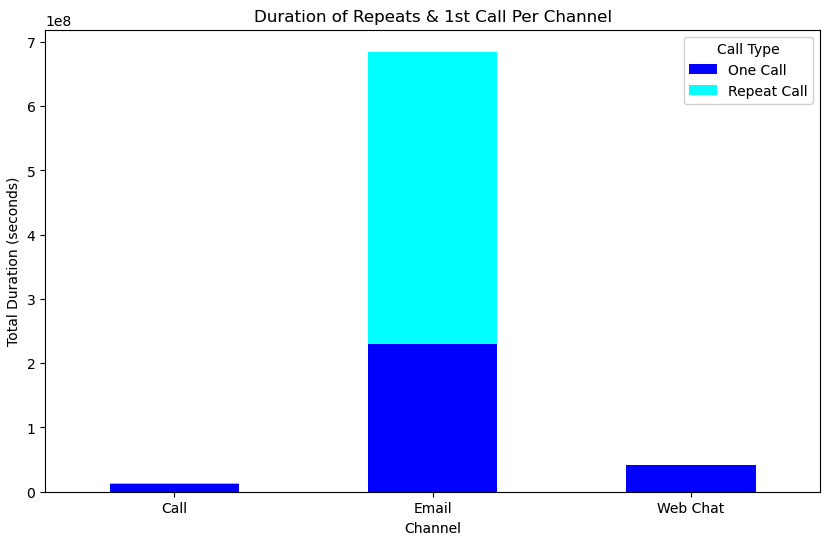 Duration of Repeats & 1st Call Per Channel
1e8
Call Type
One Call
Repeat Call
Total Duration (seconds)
7
6
5
4
3
2
1
0
Call
Email
Web Chat
Channel